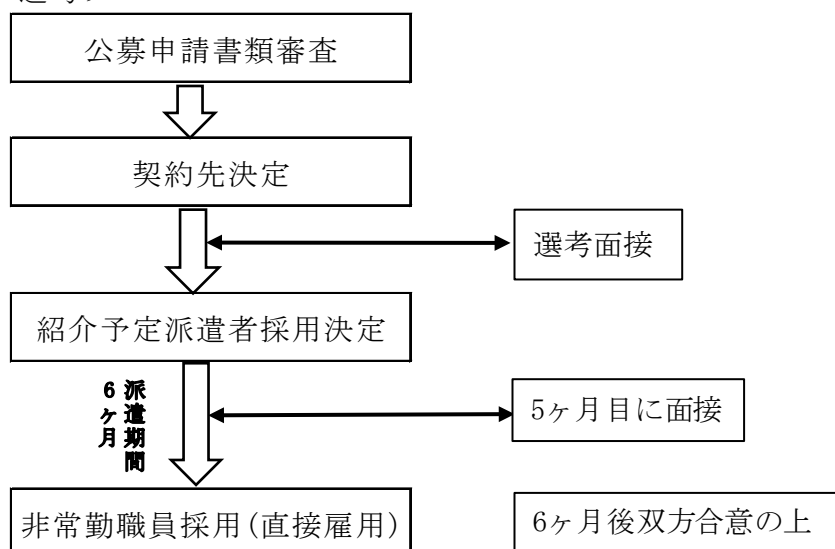 公募申請書類審査
契約先決定
選考面接
紹介予定派遣者採用決定
派遣期間
6ヶ月
5ヶ月目に面接
非常勤職員採用(直接雇用)
6ヶ月後双方合意の上